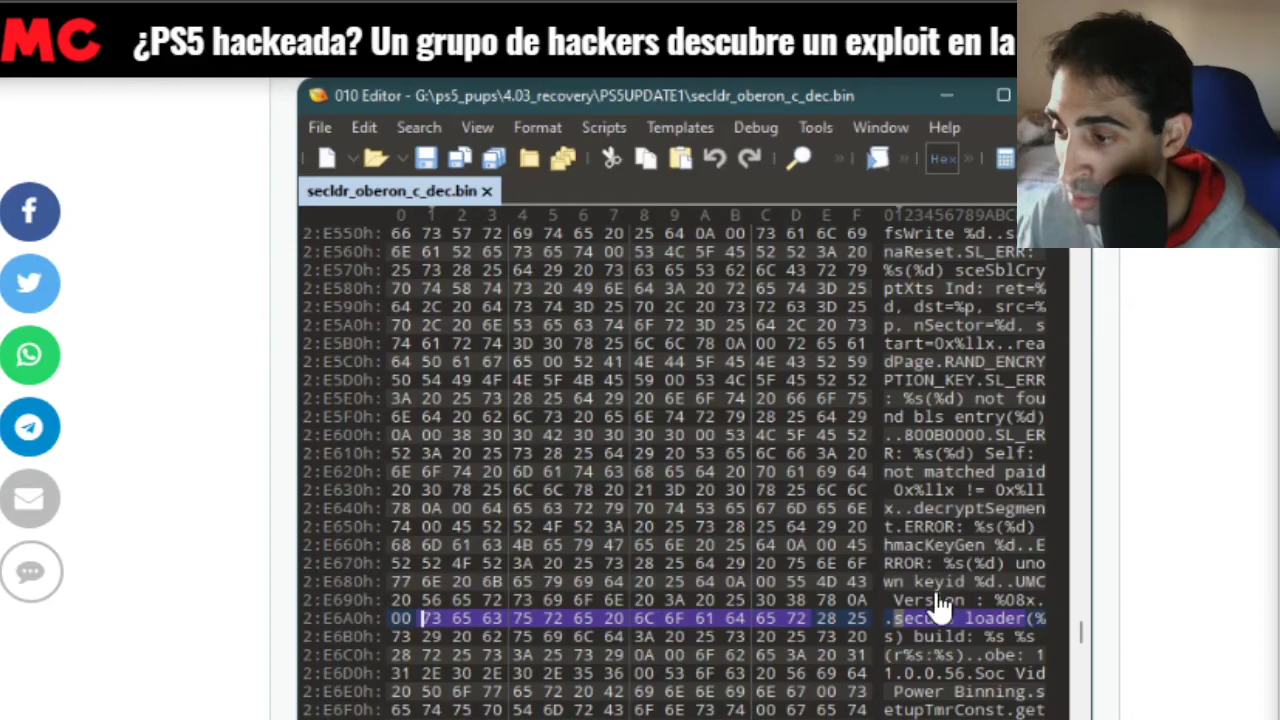 MC
¿PS5 hackeada? Un grupo de hackers descubre un exploit en la
010 Editor - G:\ps5_pups\4.03_recovery\PS5UPDATE1\secldr_oberon_c_dec.bin
File Edit Search View Format Scripts Templates Debug Tools Window Help
Hex
secldr_oberon_c_dec.bin
0 1 2 3 4 5 6 7 8 9 A B C D E F 0123456789ABC
2:E550h: 66 73 57 72 69 74 65 20 25 64 0A 00 73 61 6C 69 fsWrite %d..sali
2:E560h: 6E 61 52 65 73 65 74 00 53 4C 5F 45 52 52 3A 20 naReset.SL_ERR:
2:E570h: 25 73 28 25 64 29 20 73 63 65 53 62 6C 43 72 79 %s(%d) sceSblCry
2:E580h: 70 74 58 74 73 20 49 6E 64 3A 20 72 65 74 3D 25 ptXts Ind: ret=%
2:E590h: 64 2C 20 64 73 74 3D 25 70 2C 20 73 72 63 3D 25 d, dst=%p, src=%
2:E5A0h: 70 2C 20 6E 53 65 63 74 6F 72 3D 25 64 2C 20 73 p, nSector=%d, s
2:E5B0h: 74 61 72 74 3D 30 78 25 6C 6C 78 0A 00 72 65 61 tart=0x%llx..rea
2:E5C0h: 64 50 61 67 65 00 52 41 4E 44 5F 45 4E 43 52 59 dPage.RAND_ENCRY
2:E5D0h: 50 54 49 4F 4E 5F 4B 45 59 00 53 4C 5F 45 52 52 PTION_KEY.SL_ERR
2:E5E0h: 3A 20 25 73 28 25 64 29 20 6E 6F 74 20 66 6F 75 : %s(%d) not fou
2:E5F0h: 6E 64 20 62 6C 73 20 65 6E 74 72 79 28 25 64 29 nd bls entry(%d)
2:E600h: 0A 00 38 30 30 42 30 30 30 30 00 53 4C 5F 45 52 ..800B0000.SL_ER
2:E610h: 52 3A 20 25 73 28 25 64 29 20 53 65 6C 66 3A 20 R: %s(%d) Self:
2:E620h: 6E 6F 74 20 6D 61 74 63 68 65 64 20 70 61 69 64 not matched paid
2:E630h: 20 30 78 25 6C 6C 78 20 21 3D 20 30 78 25 6C 6C 0x%llx != 0x%ll
2:E640h: 78 0A 00 64 65 63 72 79 70 74 53 65 67 6D 65 6E x..decryptSegmen
2:E650h: 74 00 45 52 52 4F 52 3A 20 25 73 28 25 64 29 20 t.ERROR: %s(%d)
2:E660h: 68 6D 61 63 4B 65 79 47 65 6E 20 25 64 0A 00 45 hmacKeyGen %d..E
2:E670h: 52 52 4F 52 3A 20 25 73 28 25 64 29 20 75 6E 6F RROR: %s(%d) uno
2:E680h: 77 6E 20 6B 65 79 69 64 20 25 64 0A 00 55 4D 43 wn keyid %d..UMC
2:E690h: 20 56 65 72 73 69 6F 6E 20 3A 20 25 30 38 78 0A Version : %08x.
2:E6A0h: 00 73 65 63 75 72 65 20 6C 6F 61 64 65 72 28 25 .secure loader(%
2:E6B0h: 73 29 20 62 75 69 6C 64 3A 20 25 73 20 25 73 20 s) build: %s %s
2:E6C0h: 28 72 25 73 3A 25 73 29 0A 00 6F 62 65 3A 20 31 (r%s:%s)..obe: 1
2:E6D0h: 31 2E 30 2E 30 2E 35 36 00 53 6F 63 20 56 69 64 1.0.0.56.Soc Vid
2:E6E0h: 20 50 6F 77 65 72 20 42 69 6E 6E 69 6E 67 00 73 Power Binning.s
2:E6F0h: 65 74 75 70 54 6D 72 43 6F 6E 73 74 00 67 65 74 etupTmrConst.get